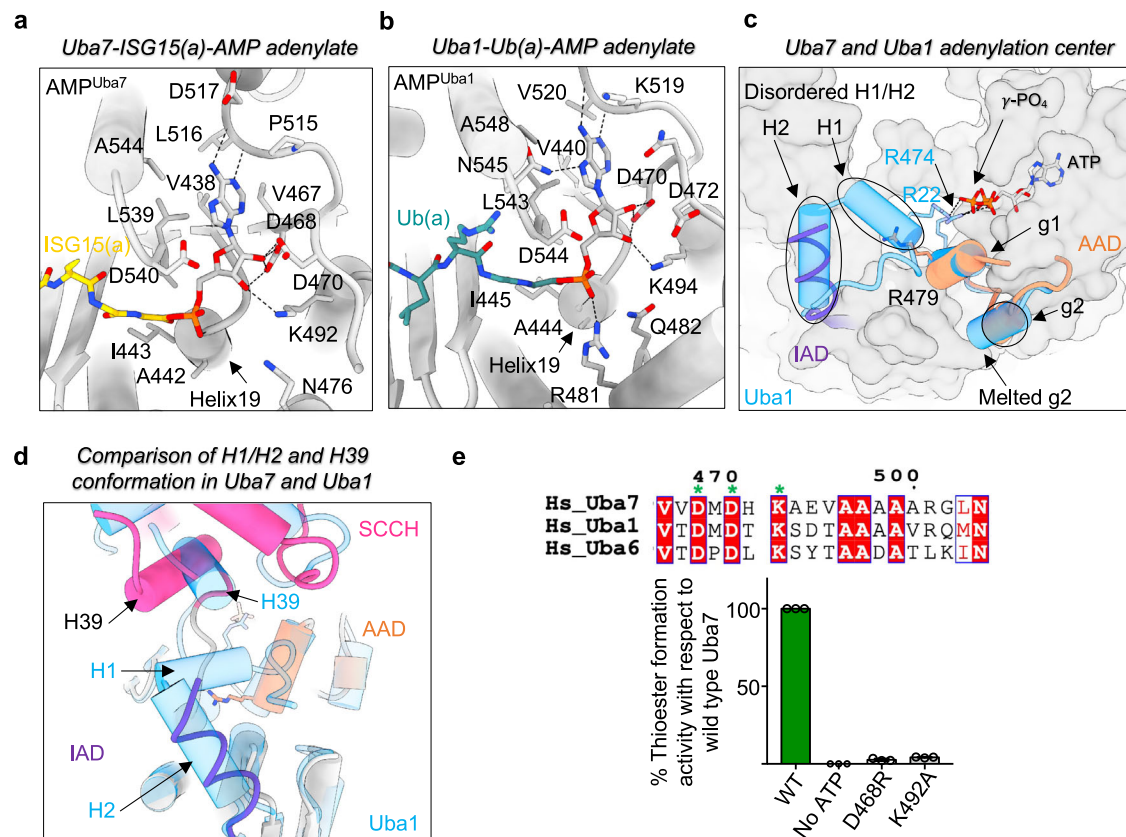 a
Uba7-ISG15(a)-AMP adenylate
AMP^Uba7
D517
P515
L516
A544
V438
V467
L539
D468
ISG15(a)
D540
D470
K492
I443
A442
N476
Helix19
b
Uba1-Ub(a)-AMP adenylate
AMP^Uba1
K519
V520
A548
V440
N545
D470
D472
L543
Ub(a)
D544
K494
I445
A444
Q482
Helix19
R481
c
Uba7 and Uba1 adenylation center
Disordered H1/H2
γ-PO₄
H2
H1
R474
ATP
R22
g1
AAD
R479
g2
IAD
Uba1
Melted g2
d
Comparison of H1/H2 and H39
conformation in Uba7 and Uba1
SCCH
H39
H39
AAD
H1
IAD
H2
Uba1
e
470 500
* * *
Hs_Uba7 VVDMDH KAEVAAAAARGLN
Hs_Uba1 VTDMDT KSDTAAAAVRQMN
Hs_Uba6 VTDPDL KSYTAADATLKIN
% Thioester formation
activity with respect to
wild type Uba7
100
50
WT
No ATP
D468R
K492A